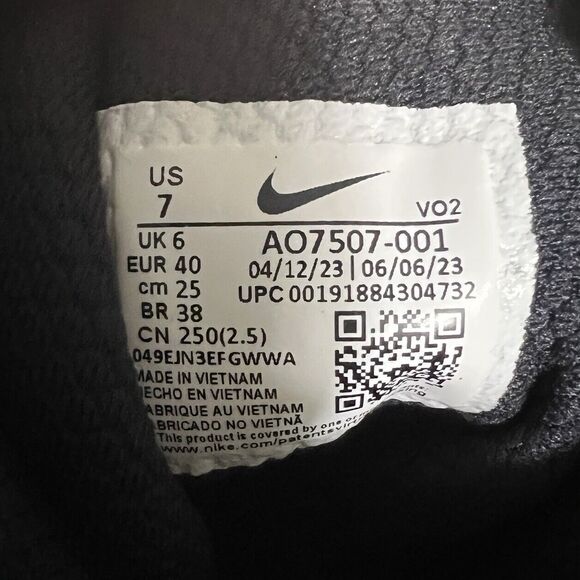 US
7
VO2
UK 6
AO7507-001
EUR 40
04/12/23 | 06/06/23
cm 25
UPC 00191884304732
BR 38
CN 250(2.5)
049EJN3EFGWWA
MADE IN VIETNAM
HECHO EN VIETNAM
FABRIQUE AU VIETNAM
FABRICADO NO VIETNÃ
This product is covered by one or
www.nike.com/patents